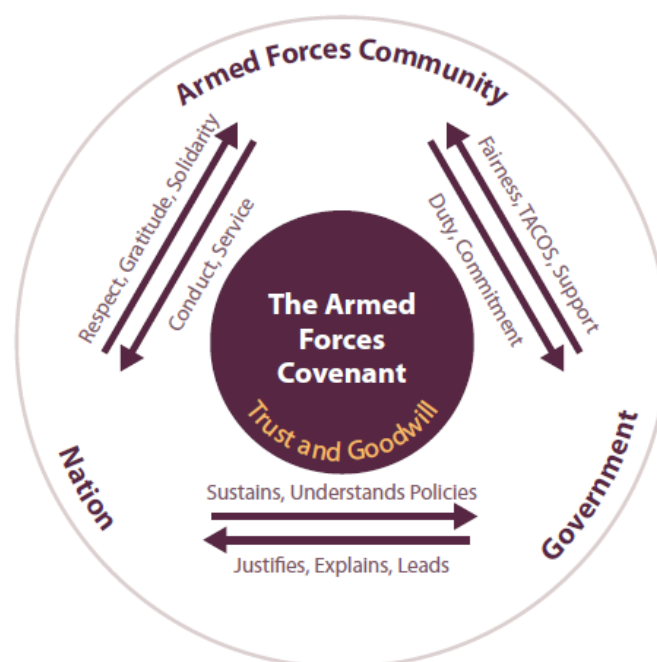 Armed Forces Community
Respect, Gratitude, Solidarity
Conduct, Service
Fairness, TACOS, Support
Duty, Commitment
The Armed
Forces
Covenant
Trust and Goodwill
Nation
Government
Sustains, Understands Policies
Justifies, Explains, Leads